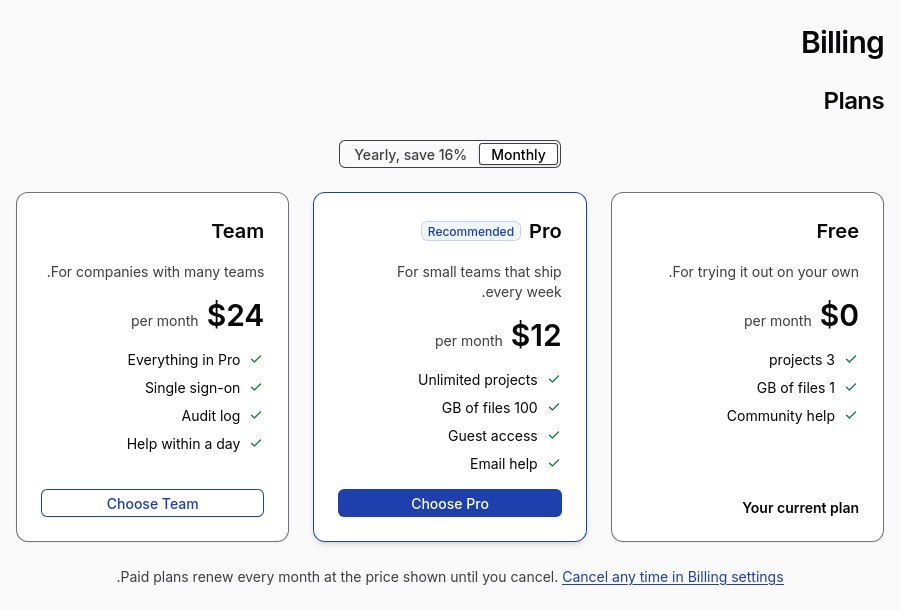 Billing
Plans
Monthly
Yearly, save 16%
Free
.For trying it out on your own
$0 per month
projects 3
GB of files 1
Community help
Your current plan
Pro Recommended
For small teams that ship
.every week
$12 per month
Unlimited projects
GB of files 100
Guest access
Email help
Choose Pro
Team
.For companies with many teams
$24 per month
Everything in Pro
Single sign-on
Audit log
Help within a day
Choose Team
.Paid plans renew every month at the price shown until you cancel. Cancel any time in Billing settings